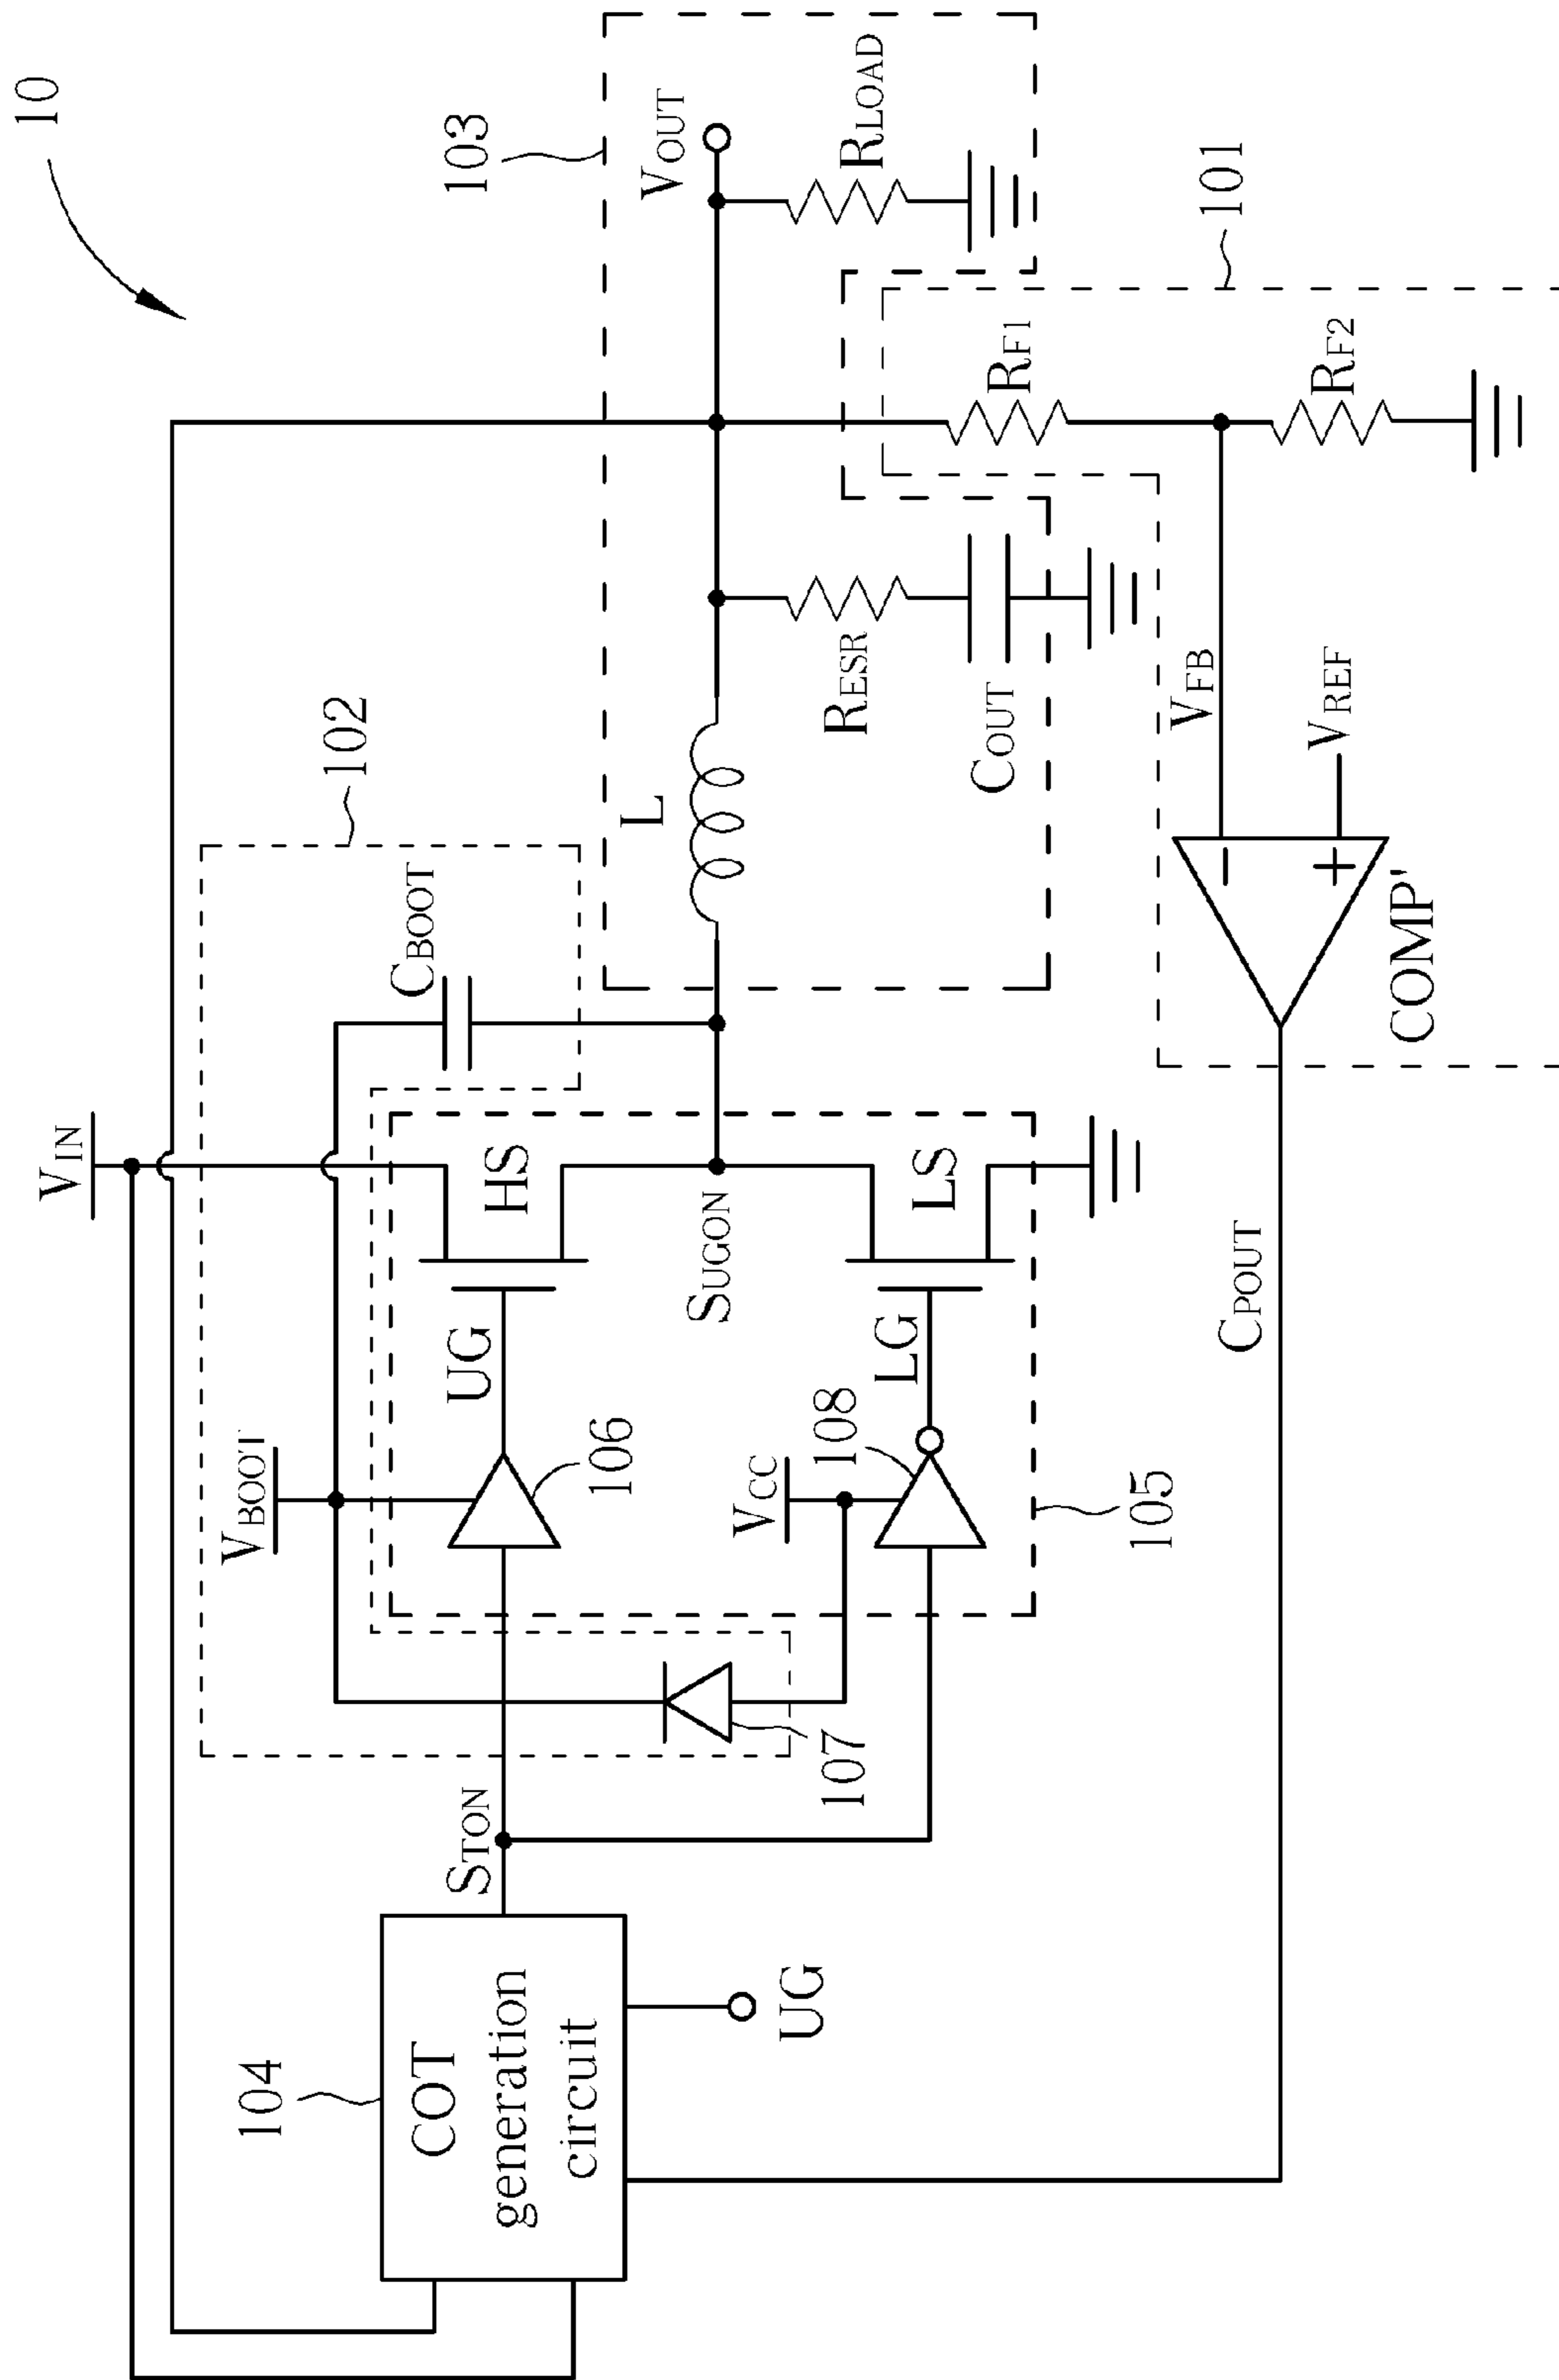 10
VIN
VBOOT
102
CBOOT
103
VOUT
RLOAD
L
RESR
COUT
101
RF1
RF2
VFB
VREF
COMP'
CPOUT
104
COT
generation
circuit
UG
STON
107
106
UG
HS
SUGON
VCC
108
LG
LS
105